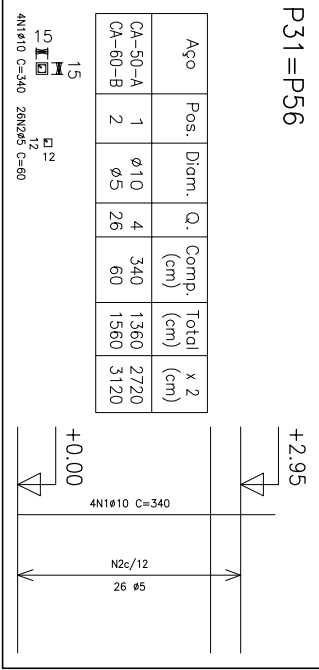 P31=P56
Aço Pos. Diam. Q. Comp. (cm) Total (cm) x 2 (cm)
CA-50-A 1 ø10 4 340 1360 2720
CA-60-B 2 ø5 26 60 1560 3120
15
15
12
12
4N1ø10 C=340
26N2ø5 C=60
+2.95
+0.00
4N1ø10 C=340
N2c/12
26 ø5